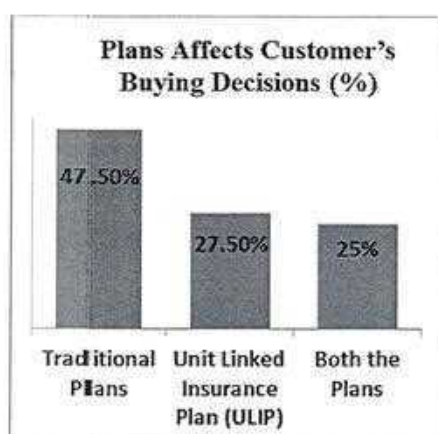 Plans Affects Customer's
Buying Decisions (%)
47.50%
27.50%
25%
Traditional
Plans
Unit Linked
Insurance
Plan (ULIP)
Both the
Plans